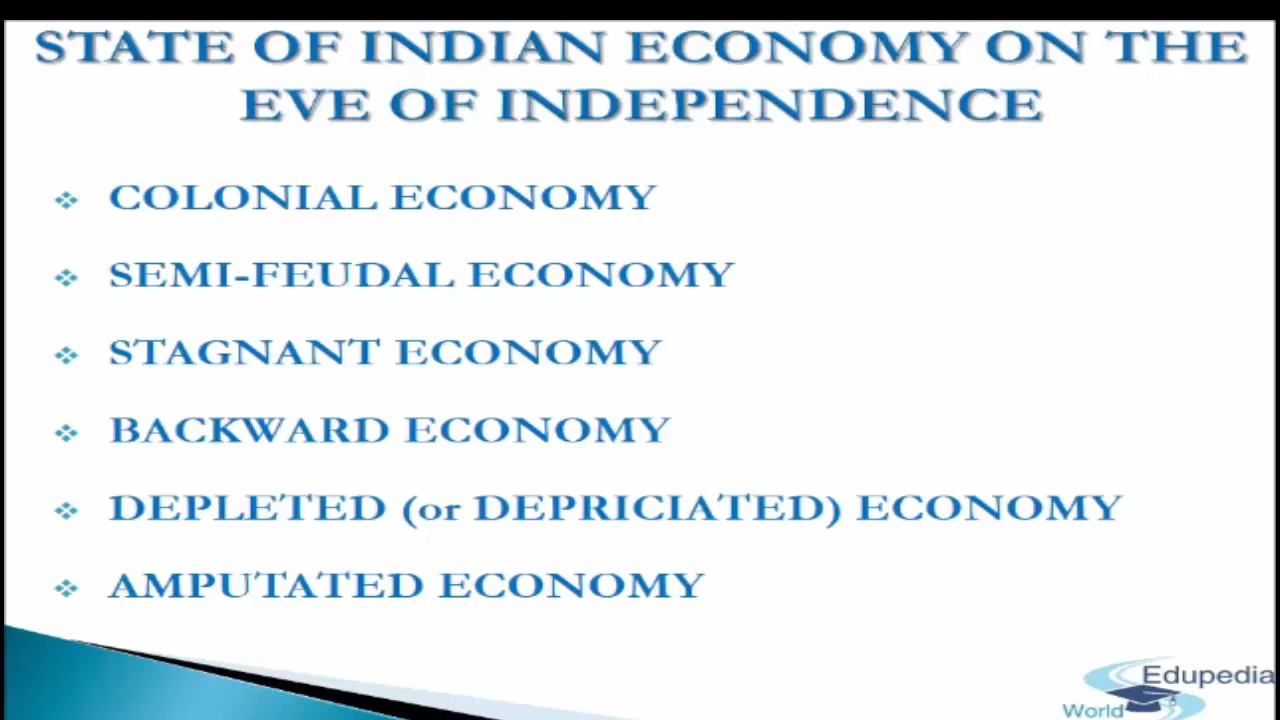 STATE OF INDIAN ECONOMY ON THE
EVE OF INDEPENDENCE
COLONIAL ECONOMY
SEMI-FEUDAL ECONOMY
STAGNANT ECONOMY
BACKWARD ECONOMY
DEPLETED (or DEPRICIATED) ECONOMY
AMPUTATED ECONOMY
Edupedia
World